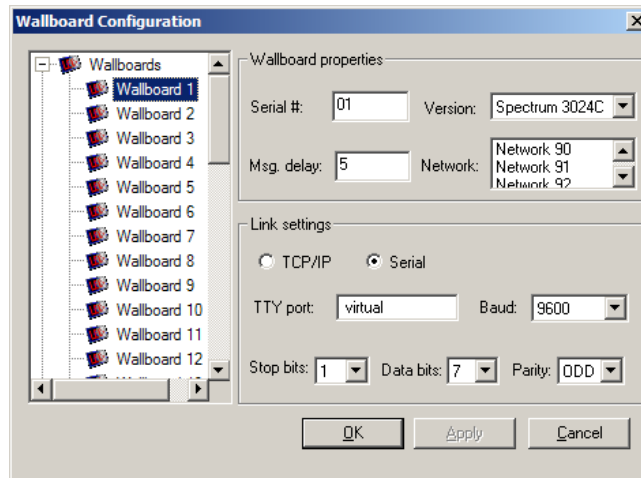 Wallboard Configuration
Wallboards
Wallboard 1
Wallboard 2
Wallboard 3
Wallboard 4
Wallboard 5
Wallboard 6
Wallboard 7
Wallboard 8
Wallboard 9
Wallboard 10
Wallboard 11
Wallboard 12
Wallboard properties
Serial #: 01 Version: Spectrum 3024C
Msg. delay: 5 Network: Network 90
Network 91
Network 92
Link settings
TCP/IP Serial
TTY port: virtual Baud: 9600
Stop bits: 1 Data bits: 7 Parity: ODD
OK Apply Cancel